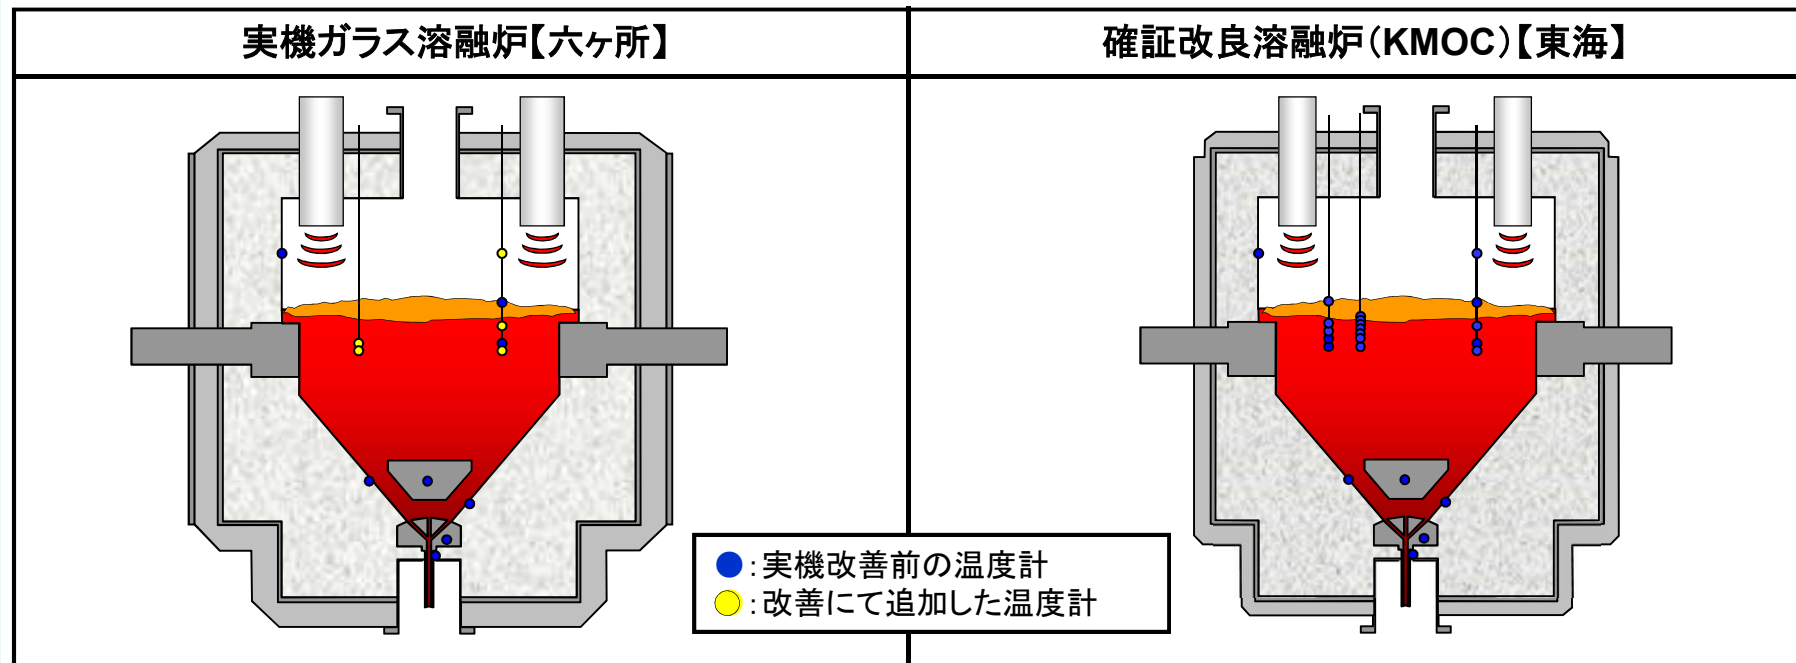 実機ガラス溶融炉【六ヶ所】
確証改良溶融炉(KMOC)【東海】
:実機改善前の温度計
:改善にて追加した温度計